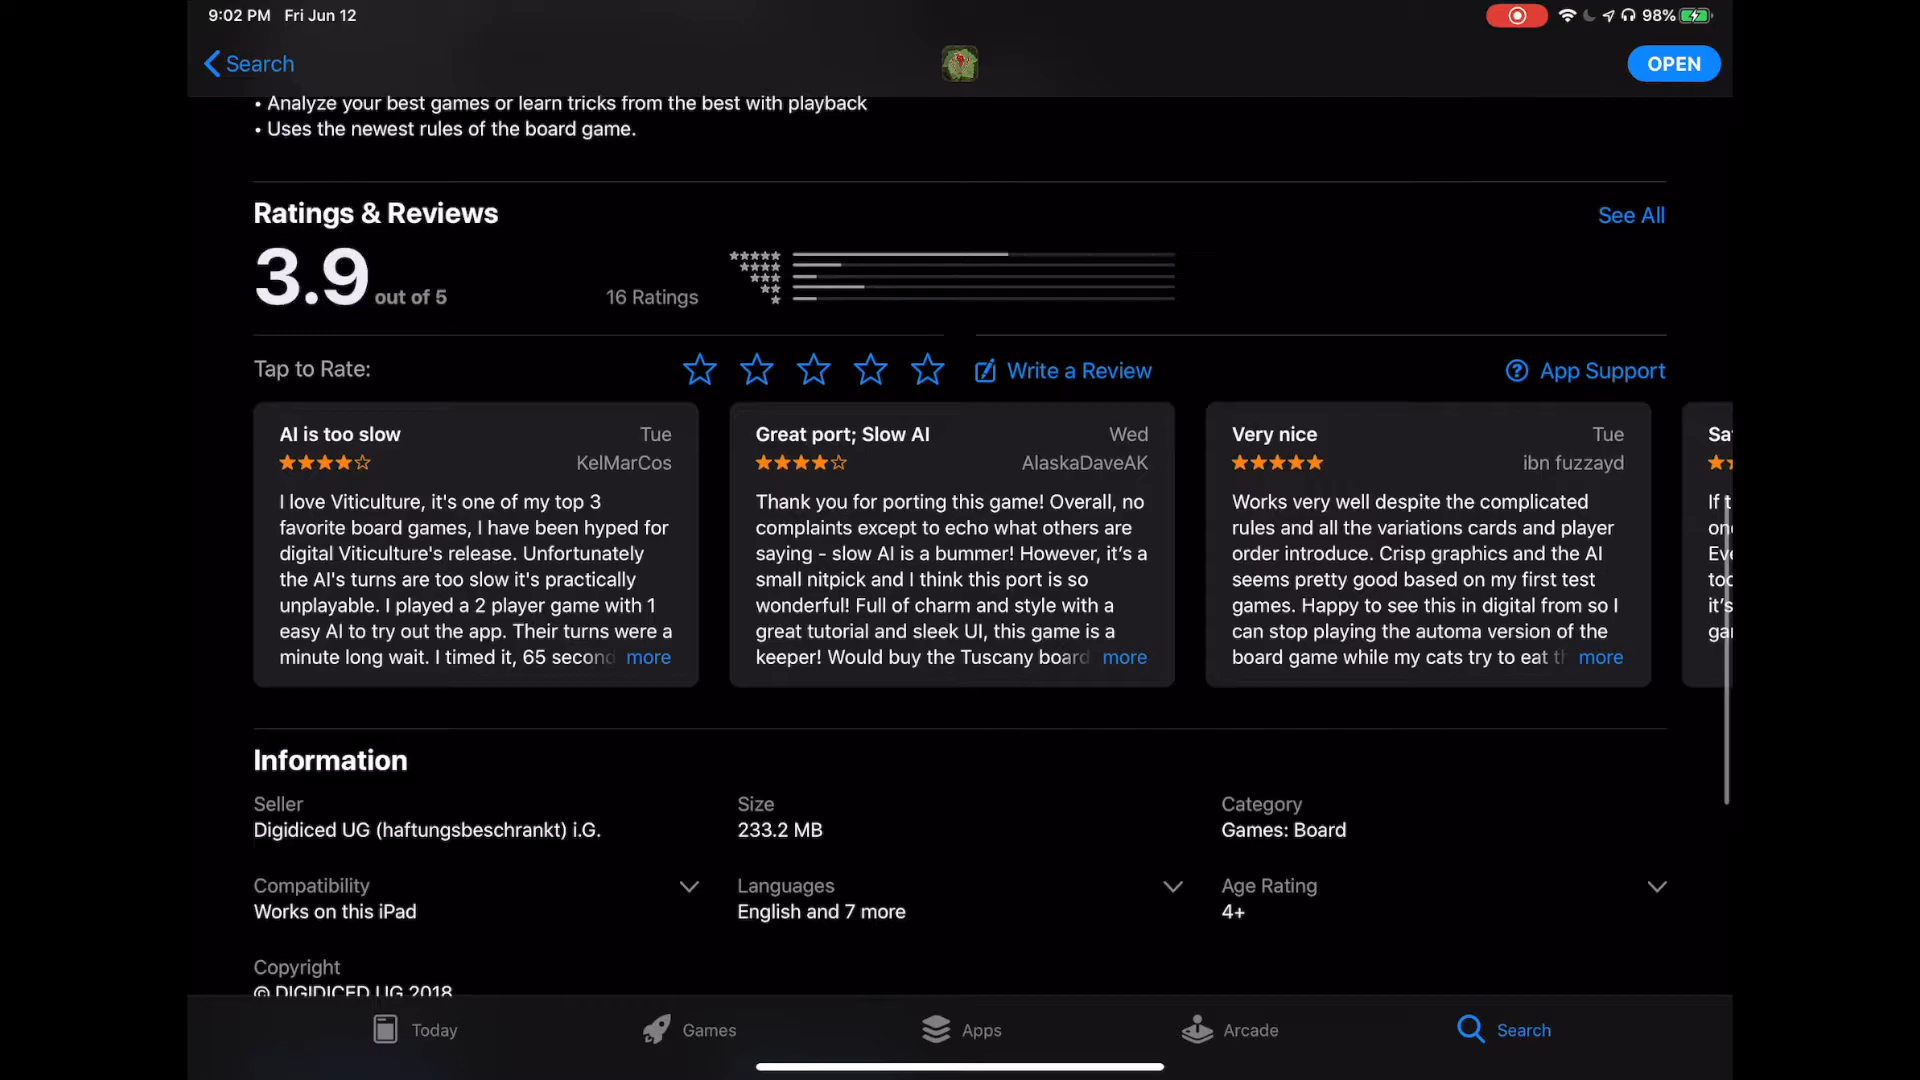 9:02 PM Fri Jun 12
98%
Search
OPEN
• Analyze your best games or learn tricks from the best with playback
• Uses the newest rules of the board game.
Ratings & Reviews
See All
3.9 out of 5
16 Ratings
Tap to Rate:
Write a Review
App Support
AI is too slow
Tue
KelMarCos
I love Viticulture, it's one of my top 3
favorite board games, I have been hyped for
digital Viticulture's release. Unfortunately
the AI's turns are too slow it's practically
unplayable. I played a 2 player game with 1
easy AI to try out the app. Their turns were a
minute long wait. I timed it, 65 second more
Great port; Slow AI
Wed
AlaskaDaveAK
Thank you for porting this game! Overall, no
complaints except to echo what others are
saying - slow AI is a bummer! However, it's a
small nitpick and I think this port is so
wonderful! Full of charm and style with a
great tutorial and sleek UI, this game is a
keeper! Would buy the Tuscany board more
Very nice
Tue
ibn fuzzayd
Works very well despite the complicated
rules and all the variations cards and player
order introduce. Crisp graphics and the AI
seems pretty good based on my first test
games. Happy to see this in digital from so I
can stop playing the automa version of the
board game while my cats try to eat more
If
it's
Information
Seller
Digidiced UG (haftungsbeschrankt) i.G.
Size
233.2 MB
Category
Games: Board
Compatibility
Works on this iPad
Languages
English and 7 more
Age Rating
4+
Copyright
© DIGIDICED UG 2018
Today
Games
Apps
Arcade
Search